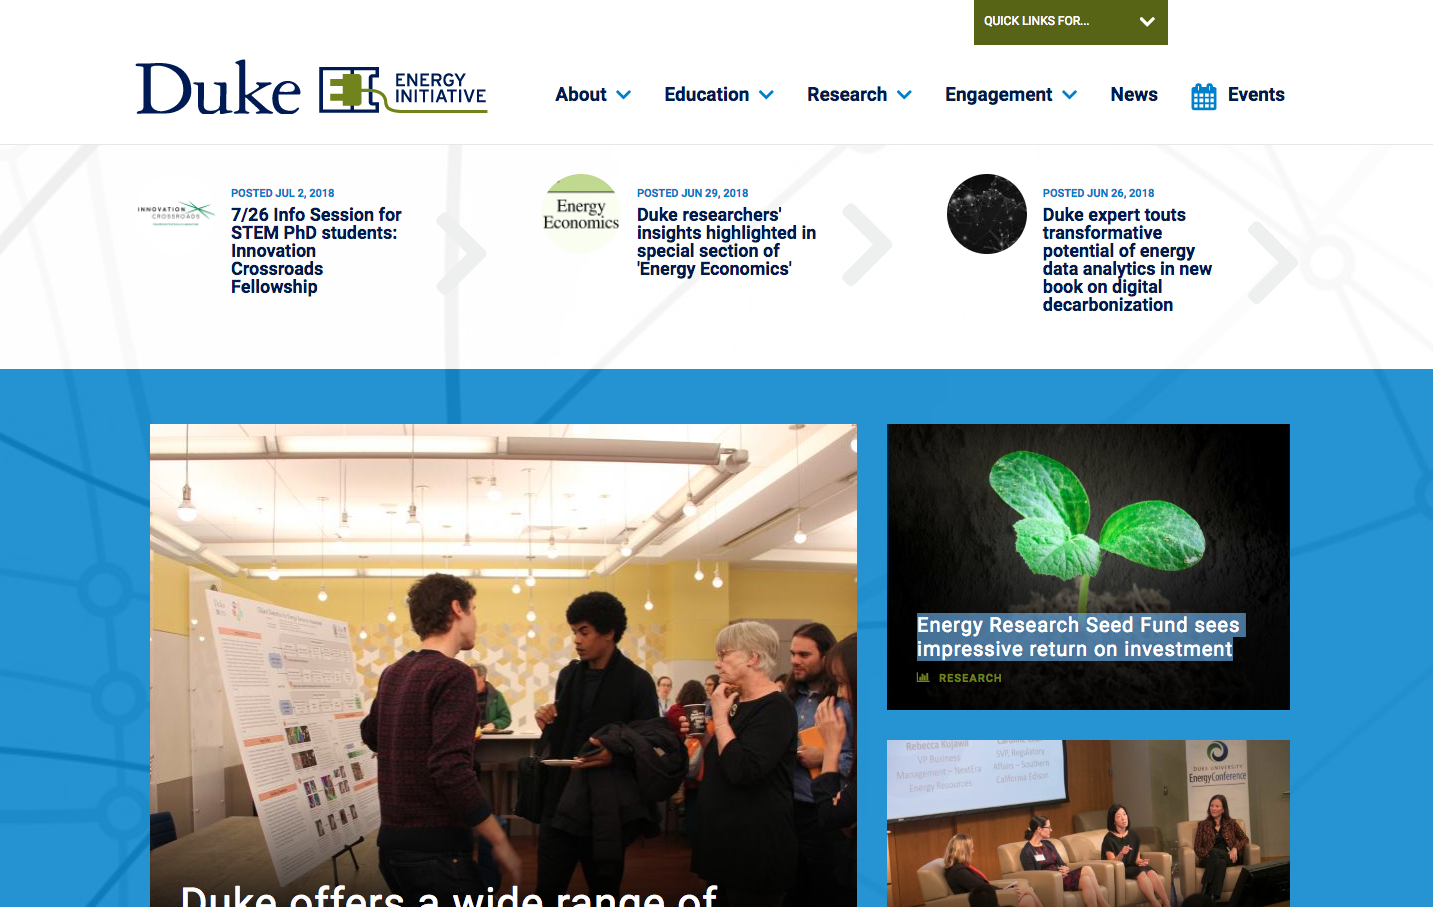 QUICK LINKS FOR...
Duke
ENERGY
INITIATIVE
About
Education
Research
Engagement
News
Events
INNOVATION
CROSSROADS
POSTED JUL 2, 2018
7/26 Info Session for
STEM PhD students:
Innovation
Crossroads
Fellowship
Energy
Economics
POSTED JUN 29, 2018
Duke researchers'
insights highlighted in
special section of
'Energy Economics'
POSTED JUN 26, 2018
Duke expert touts
transformative
potential of energy
data analytics in new
book on digital
decarbonization
Duke offers a wide range of
Energy Research Seed Fund sees
impressive return on investment
RESEARCH
Rebecca Kujawa
VP Business
Management – NextEra
Energy Resources
SVP, Regulatory
Affairs – Southern
California Edison
DUKE UNIVERSITY
EnergyConference